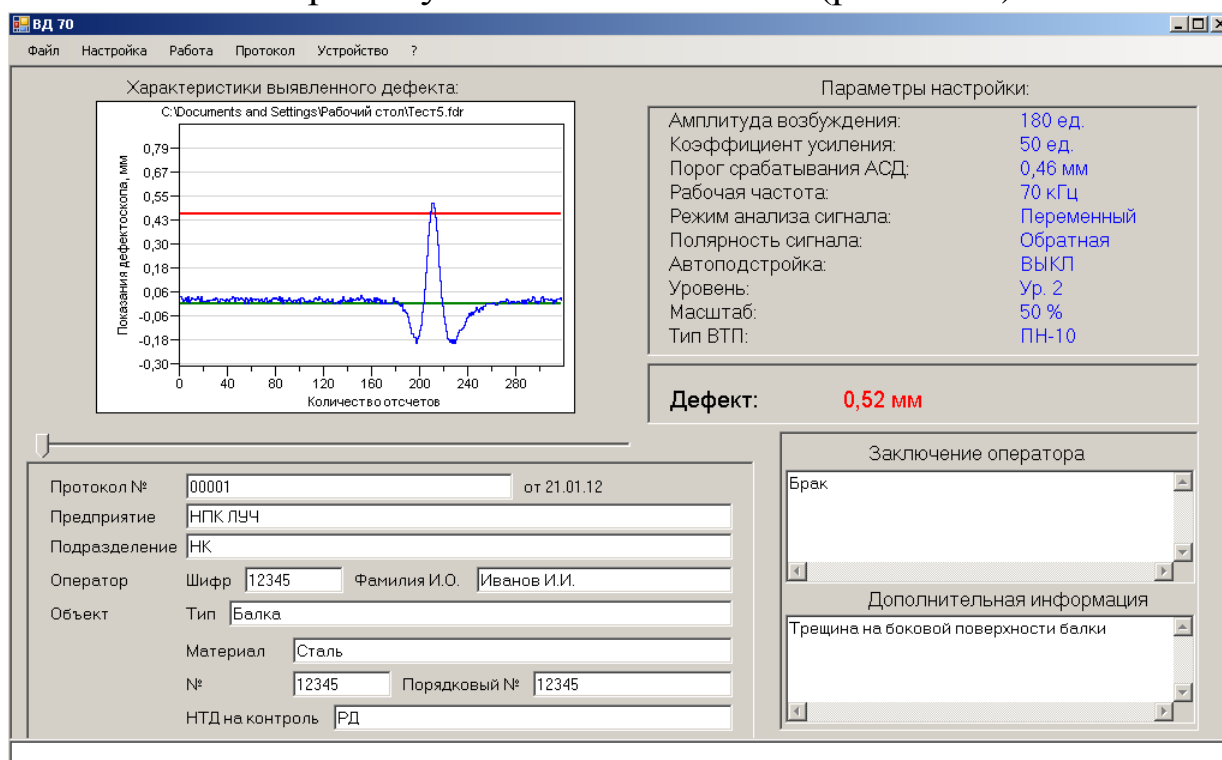 ВД 70
Файл Настройка Работа Протокол Устройство ?
Характеристики выявленного дефекта:
C:\Documents and Settings\Рабочий стол\Тест5.fdr
Показания дефектоскопа, мм
0,79
0,67
0,55
0,43
0,30
0,18
0,06
-0,06
-0,18
-0,30
0 40 80 120 160 200 240 280
Количество отсчетов
Параметры настройки:
Амплитуда возбуждения: 180 ед.
Коэффициент усиления: 50 ед.
Порог срабатывания АСД: 0,46 мм
Рабочая частота: 70 кГц
Режим анализа сигнала: Переменный
Полярность сигнала: Обратная
Автоподстройка: ВЫКЛ
Уровень: Ур. 2
Масштаб: 50 %
Тип ВТП: ПН-10
Дефект: 0,52 мм
Протокол № 00001 от 21.01.12
Предприятие НПК ЛУЧ
Подразделение НК
Оператор Шифр 12345 Фамилия И.О. Иванов И.И.
Объект Тип Балка
Материал Сталь
№ 12345 Порядковый № 12345
НТД на контроль РД
Заключение оператора
Брак
Дополнительная информация
Трещина на боковой поверхности балки